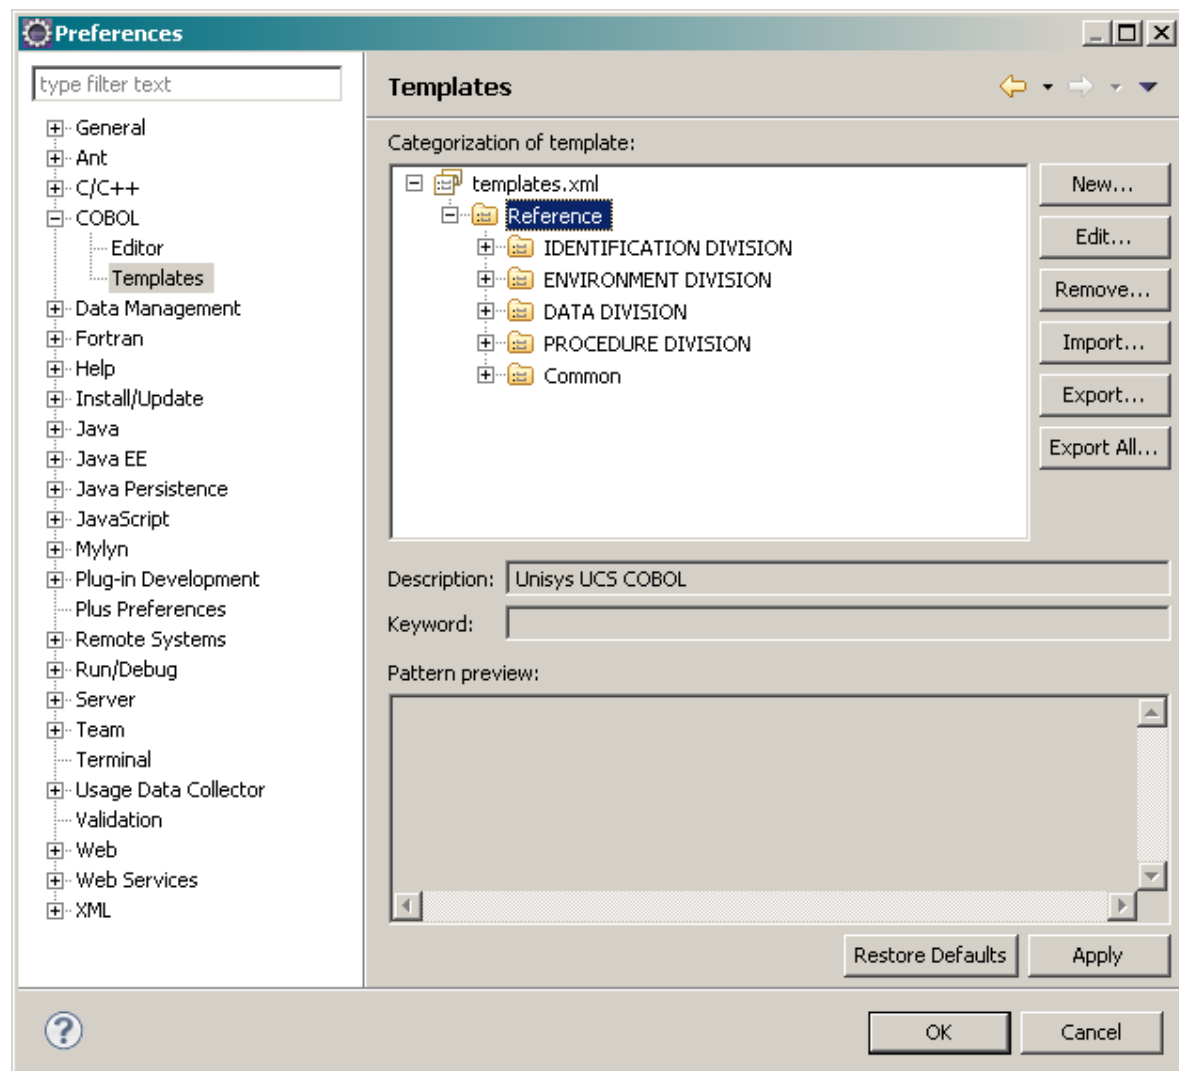 Preferences
type filter text
General
Ant
C/C++
COBOL
Editor
Templates
Data Management
Fortran
Help
Install/Update
Java
Java EE
Java Persistence
JavaScript
Mylyn
Plug-in Development
Plus Preferences
Remote Systems
Run/Debug
Server
Team
Terminal
Usage Data Collector
Validation
Web
Web Services
XML
Templates
Categorization of template:
templates.xml
Reference
IDENTIFICATION DIVISION
ENVIRONMENT DIVISION
DATA DIVISION
PROCEDURE DIVISION
Common
New...
Edit...
Remove...
Import...
Export...
Export All...
Description: Unisys UCS COBOL
Keyword:
Pattern preview:
Restore Defaults Apply
? OK Cancel